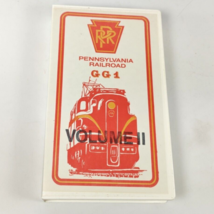 PRR
PENNSYLVANIA
RAILROAD
GG1
VOLUME II